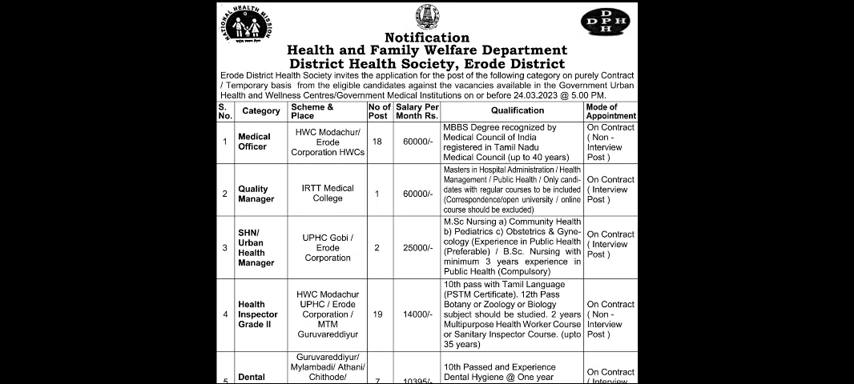 NATIONAL HEALTH MISSION
D
DPH
H
Notification
Health and Family Welfare Department
District Health Society, Erode District
Erode District Health Society invites the application for the post of the following category on purely Contract
/ Temporary basis from the eligible candidates against the vacancies available in the Government Urban
Health and Wellness Centres/Government Medical Institutions on or before 24.03.2023 @ 5.00 PM.
S. No. Category Scheme & Place No of Post Salary Per Month Rs. Qualification Mode of Appointment
1
Medical
Officer
HWC Modachur/
Erode
Corporation HWCs
18
60000/-
MBBS Degree recognized by
Medical Council of India
registered in Tamil Nadu
Medical Council (up to 40 years)
On Contract
( Non -
Interview
Post )
2
Quality
Manager
IRTT Medical
College
1
60000/-
Masters in Hospital Administration / Health
Management / Public Health / Only candi-
dates with regular courses to be included
(Correspondence/open university / online
course should be excluded)
On Contract
( Interview
Post )
3
SHN/
Urban
Health
Manager
UPHC Gobi /
Erode
Corporation
2
25000/-
M.Sc Nursing a) Community Health
b) Pediatrics c) Obstetrics & Gyne-
cology (Experience in Public Health
(Preferable) / B.Sc. Nursing with
minimum 3 years experience in
Public Health (Compulsory)
On Contract
( Interview
Post )
4
Health
Inspector
Grade II
HWC Modachur
UPHC / Erode
Corporation /
MTM
Guruvareddiyur
19
14000/-
10th pass with Tamil Language
(PSTM Certificate). 12th Pass
Botany or Zoology or Biology
subject should be studied. 2 years
Multipurpose Health Worker Course
or Sanitary Inspector Course. (upto
35 years)
On Contract
( Non -
Interview
Post )
5
Dental
Guruvareddiyur/
Mylambadi/ Athani/
Chithode/
7
10395/-
10th Passed and Experience
Dental Hygiene @ One year
On Contract
( Interview